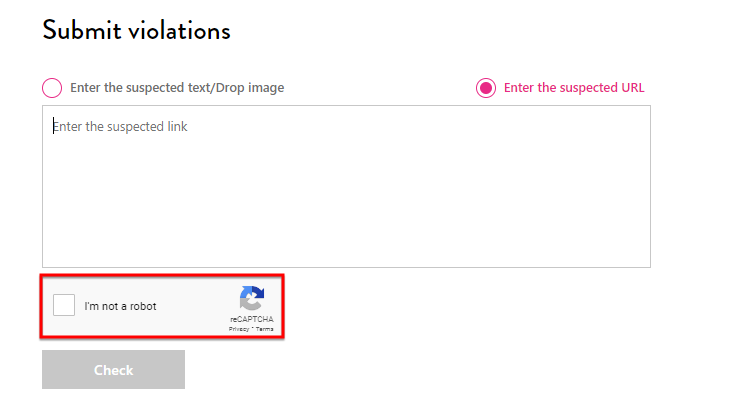 Submit violations
Enter the suspected text/Drop image
Enter the suspected URL
Enter the suspected link
I'm not a robot
reCAPTCHA
Privacy - Terms
Check